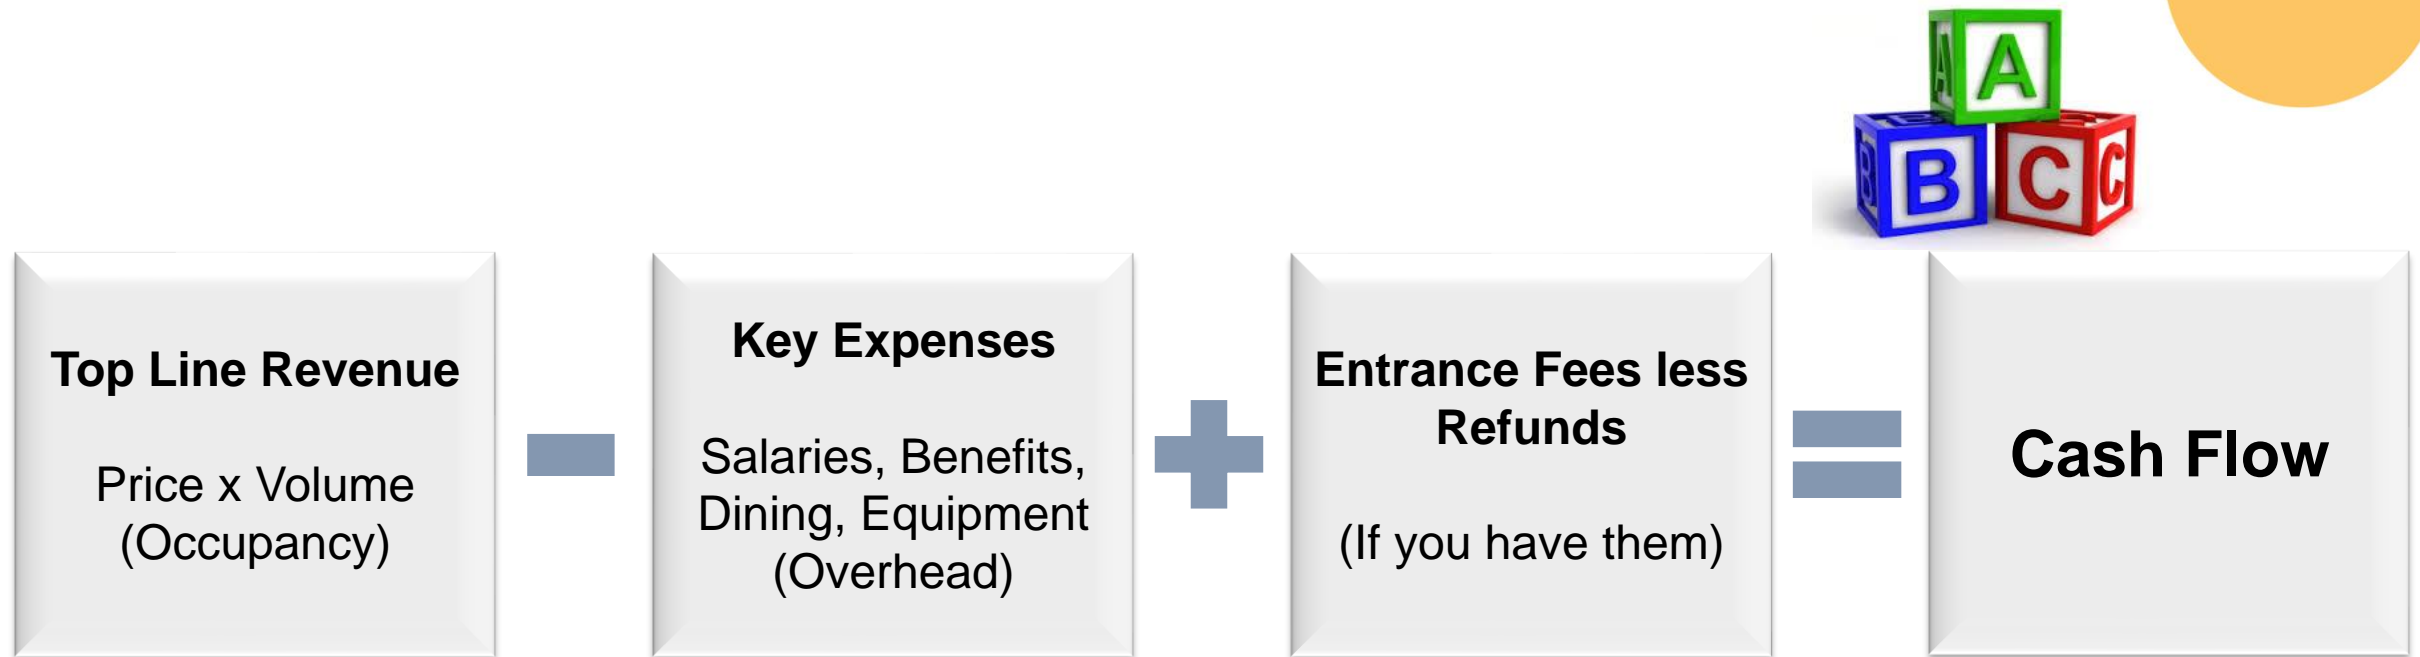 A
A
B
B
B
C
C
Top Line Revenue
Price x Volume
(Occupancy)
Key Expenses
Salaries, Benefits,
Dining, Equipment
(Overhead)
Entrance Fees less
Refunds
(If you have them)
Cash Flow